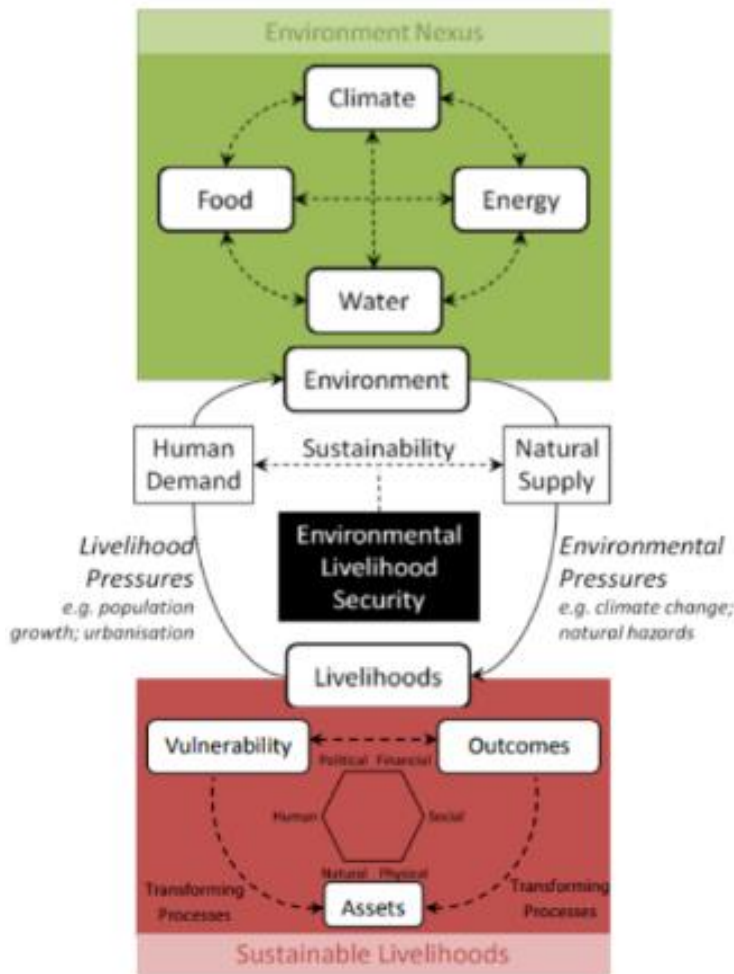 Environment Nexus
Climate
Food
Energy
Water
Environment
Human
Demand
Sustainability
Natural
Supply
Livelihood
Pressures
e.g. population
growth; urbanisation
Environmental
Livelihood
Security
Environmental
Pressures
e.g. climate change;
natural hazards
Livelihoods
Vulnerability
Outcomes
Political Financial
Human
Social
Natural Physical
Transforming
Processes
Assets
Transforming
Processes
Sustainable Livelihoods